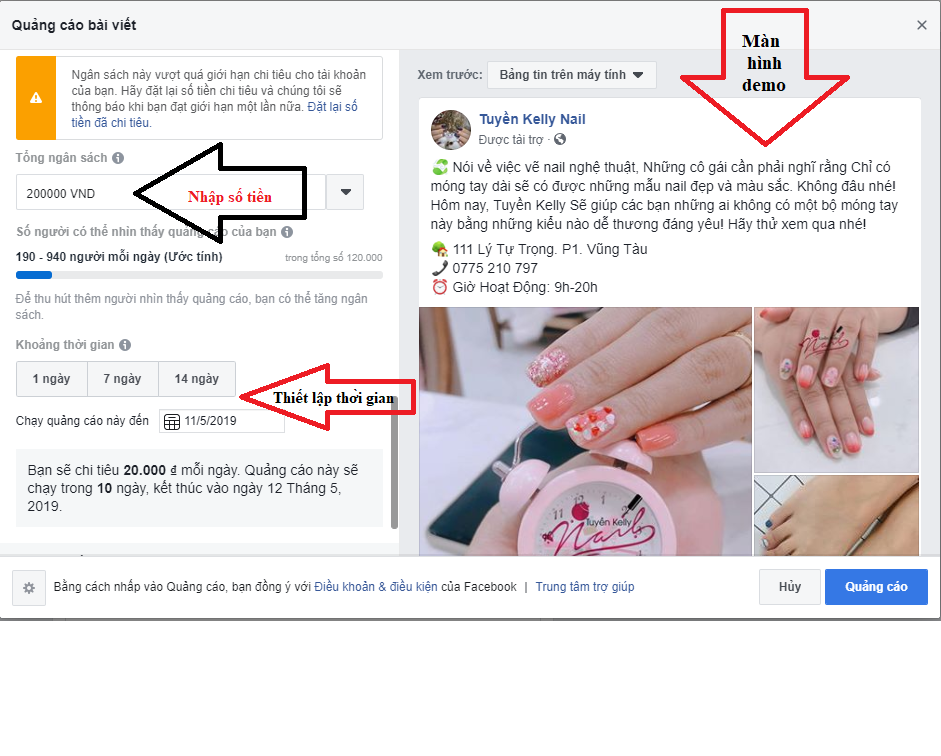 Quảng cáo bài viết
Ngân sách này vượt quá giới hạn chi tiêu cho tài khoản
của bạn. Hãy đặt lại số tiền chi tiêu và chúng tôi sẽ
thông báo khi bạn đạt giới hạn một lần nữa. Đặt lại số
tiền đã chi tiêu.
Tổng ngân sách
200000 VND
Nhập số tiền
Số người có thể nhìn thấy quảng cáo của bạn
190 - 940 người mỗi ngày (Ước tính)
trong tổng số 120.000
Để thu hút thêm người nhìn thấy quảng cáo, bạn có thể tăng ngân
sách.
Khoảng thời gian
1 ngày
7 ngày
14 ngày
Thiết lập thời gian
Chạy quảng cáo này đến
11/5/2019
Bạn sẽ chi tiêu 20.000 ₫ mỗi ngày. Quảng cáo này sẽ
chạy trong 10 ngày, kết thúc vào ngày 12 Tháng 5,
2019.
Xem trước:
Bảng tin trên máy tính
Màn
hình
demo
Tuyền Kelly Nail
Được tài trợ ·
Nói về việc vẽ nail nghệ thuật, Những cô gái cần phải nghĩ rằng Chỉ có
móng tay dài sẽ có được những mẫu nail đẹp và màu sắc. Không đâu nhé!
Hôm nay, Tuyền Kelly Sẽ giúp các bạn những ai không có một bộ móng tay
này bằng những kiểu nào dễ thương đáng yêu! Hãy thử xem qua nhé!
111 Lý Tự Trọng. P1. Vũng Tàu
0775 210 797
Giờ Hoạt Động: 9h-20h
Tuyền Kelly
Nails
Bằng cách nhấp vào Quảng cáo, bạn đồng ý với Điều khoản & điều kiện của Facebook | Trung tâm trợ giúp
Hủy
Quảng cáo